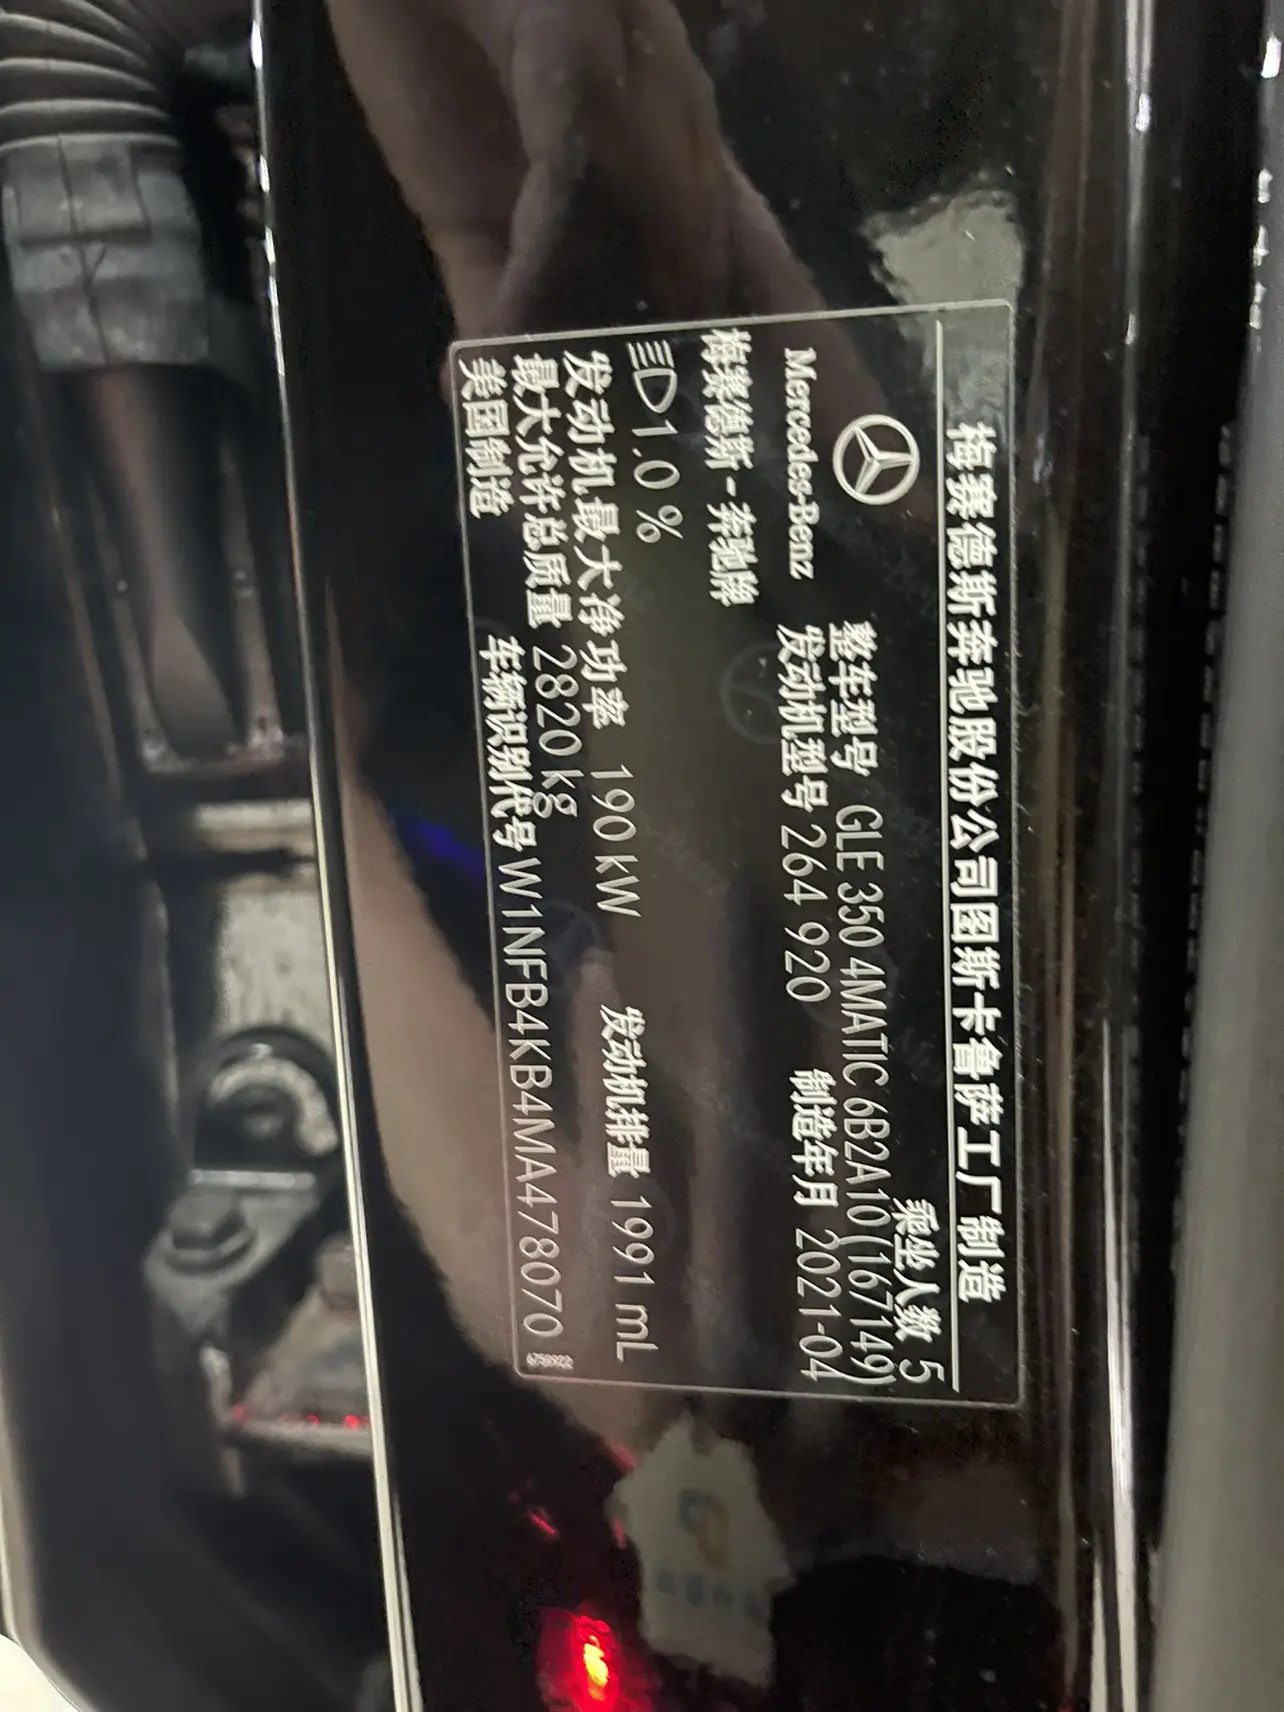 梅赛德斯奔驰股份公司图斯卡鲁萨工厂制造
乘坐人数 5
Mercedes-Benz
整车型号 GLE 350 4MATIC 6B2A10(167149)
发动机型号 264 920 制造年月 2021-04
梅赛德斯-奔驰牌
1.0 %
发动机最大净功率 190 kW 发动机排量 1991 mL
最大允许总质量 2820 kg
美国制造 车辆识别代号 W1NFB4KB4MA478070